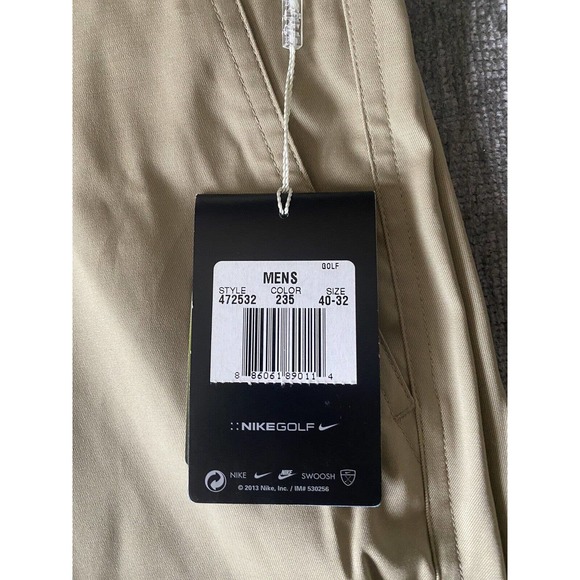 GOLF
MENS
STYLE COLOR SIZE
472532 235 40-32
8 86061 89011 4
::NIKEGOLF
NIKE SWOOSH
© 2013 Nike, Inc. / IM# 530256